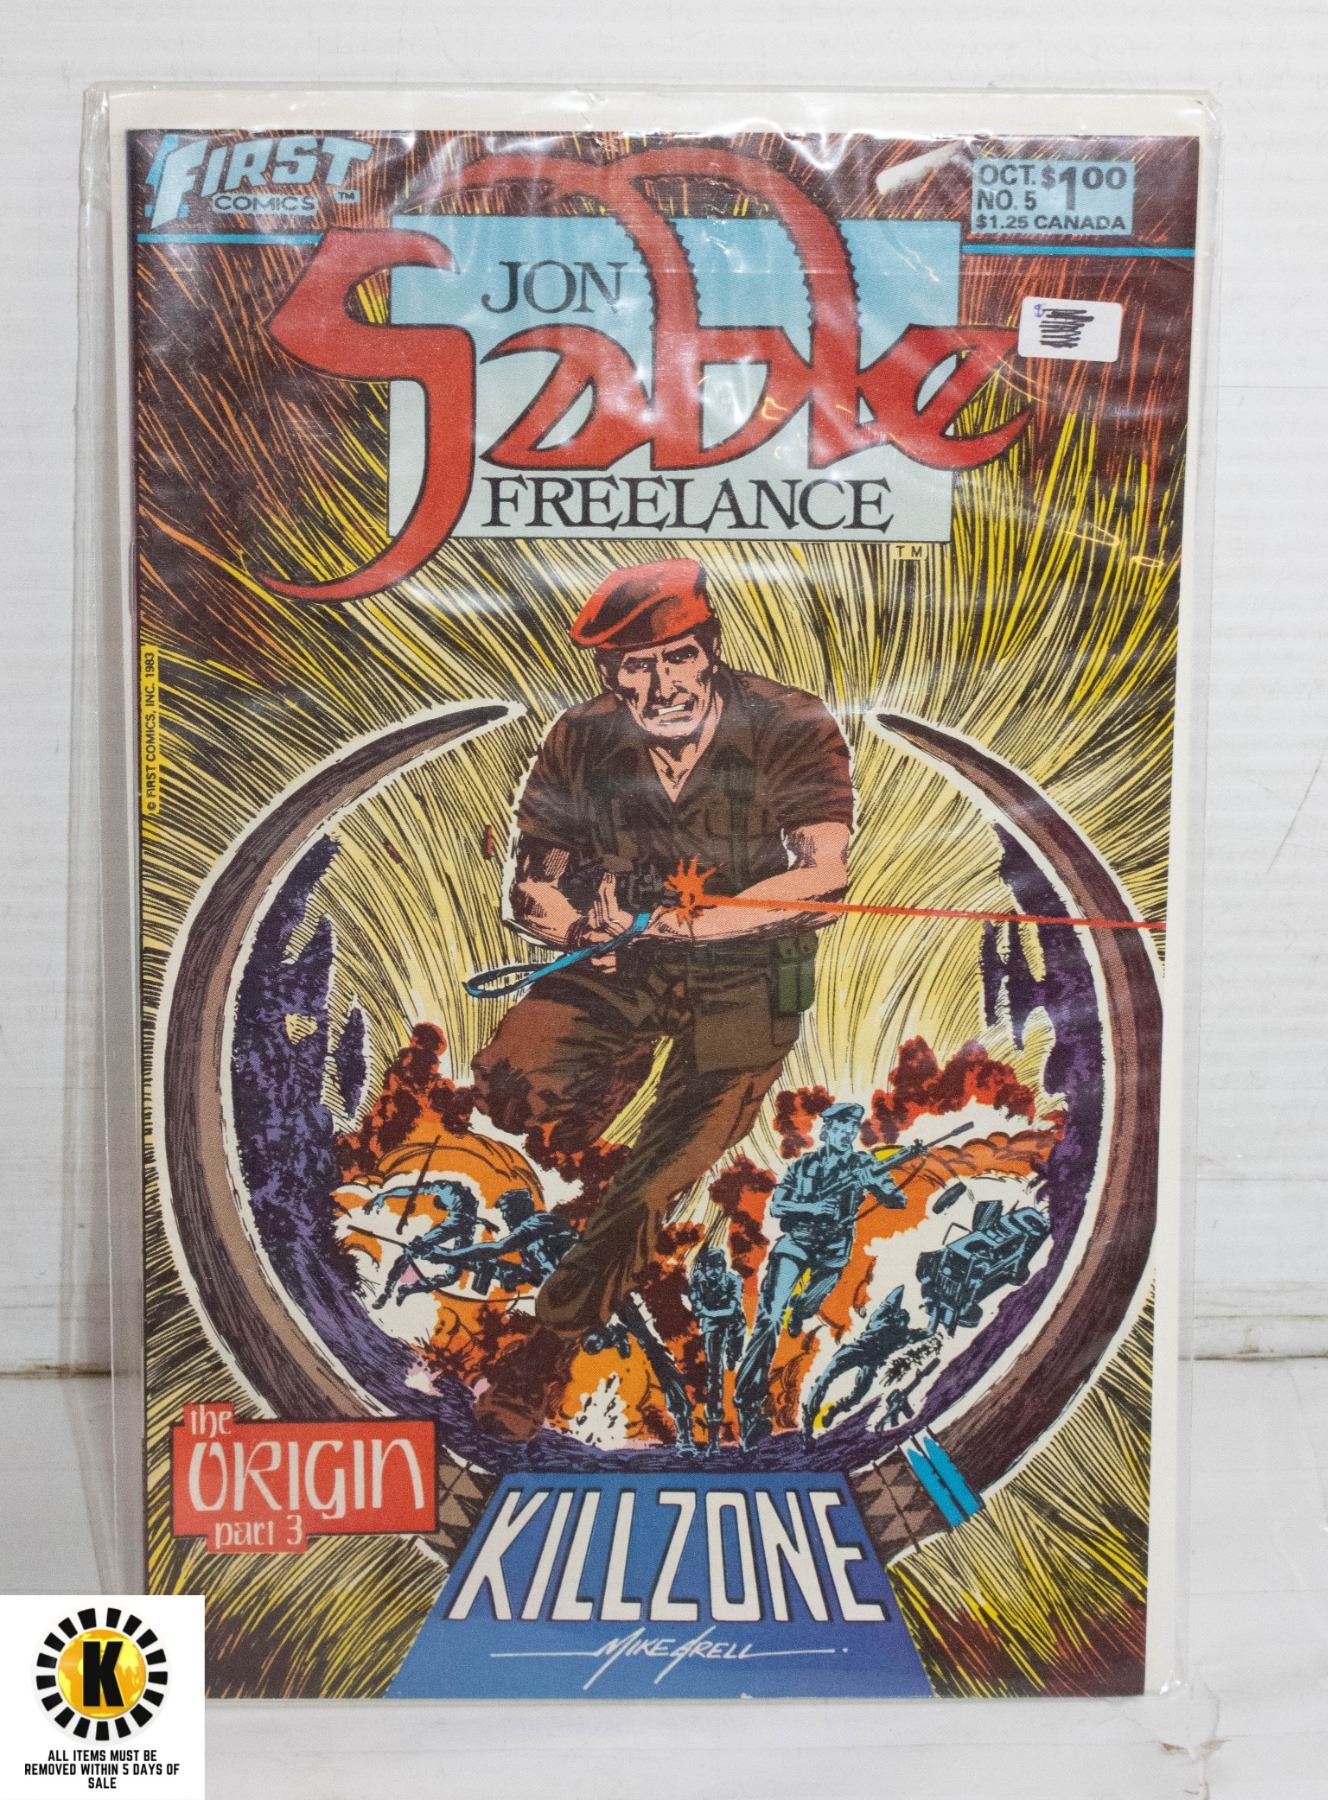 FIRST
COMICS TM
OCT. $1.00
NO. 5
$1.25 CANADA
JON
Sable
FREELANCE
TM
© FIRST COMICS, INC. 1983
the
ORIGIN
part 3
KILLZONE
MIKE GRELL
K
ALL ITEMS MUST BE
REMOVED WITHIN 5 DAYS OF
SALE